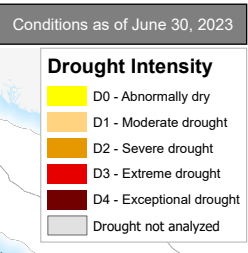 Conditions as of June 30, 2023
Drought Intensity
D0 - Abnormally dry
D1 - Moderate drought
D2 - Severe drought
D3 - Extreme drought
D4 - Exceptional drought
Drought not analyzed